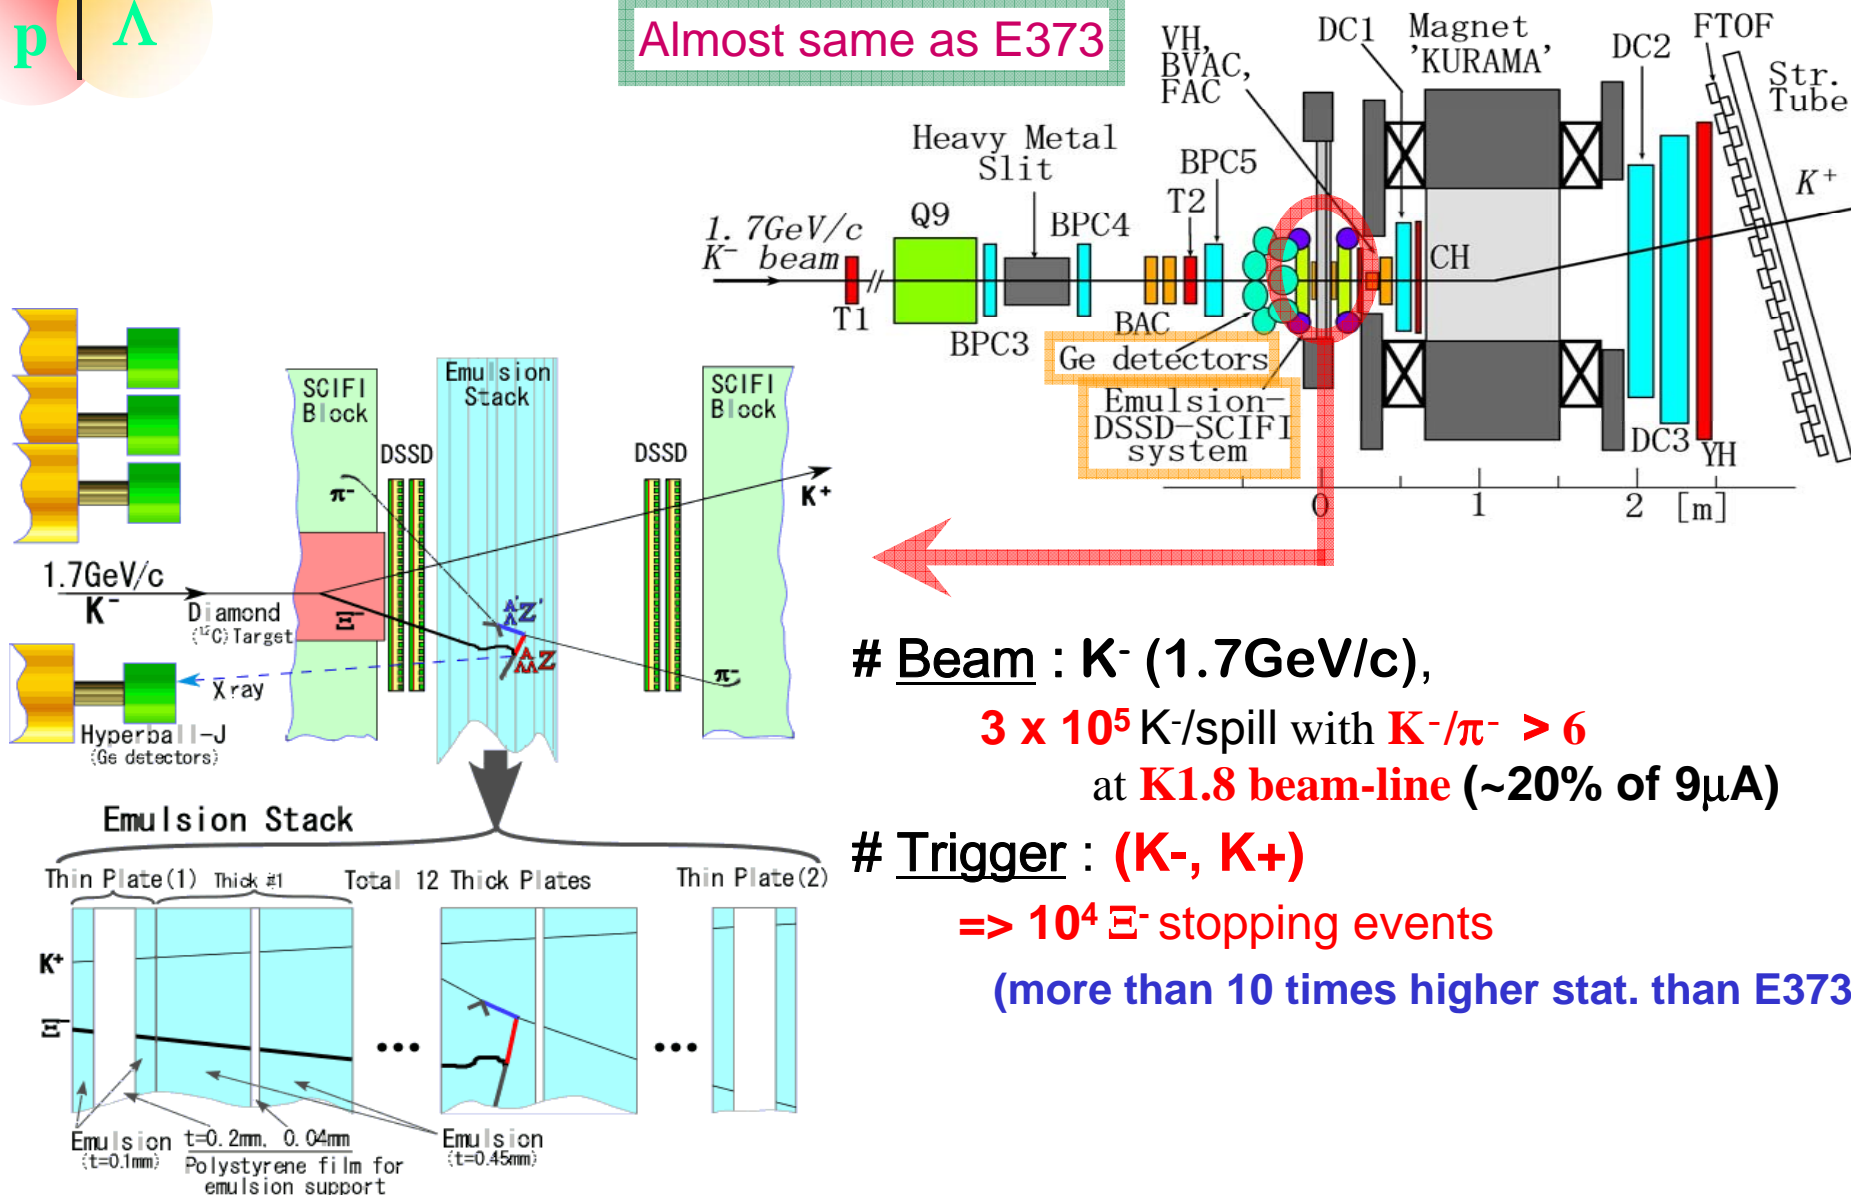 p | Λ
Almost same as E373
VH,
BVAC,
FAC
DC1
Magnet
'KURAMA'
DC2
FTOF
Str.
Tube
Heavy Metal
Slit
BPC5
T2
Q9
BPC4
1.7GeV/c
K⁻ beam
K⁺
CH
T1
BPC3
BAC
Ge detectors
Emulsion-
DSSD-SCIFI
system
DC3
YH
0 1 2 [m]
SCIFI
Block
Emulsion
Stack
SCIFI
Block
DSSD
DSSD
π⁻
K⁺
1.7GeV/c
K⁻
Diamond
(¹²C) Target
Ξ⁻
A'ΛZ'
AΛΛZ
π⁻
X ray
Hyperball-J
(Ge detectors)
# Beam : K⁻ (1.7GeV/c),
3 x 10⁵ K⁻/spill with K⁻/π⁻ > 6
at K1.8 beam-line (~20% of 9μA)
# Trigger : (K-, K+)
=> 10⁴ Ξ⁻ stopping events
(more than 10 times higher stat. than E373
Emulsion Stack
Thin Plate(1) Thick #1 Total 12 Thick Plates Thin Plate(2)
K⁺
Ξ⁻
••• •••
Emulsion
(t=0.1mm)
t=0.2mm, 0.04mm
Polystyrene film for
emulsion support
Emulsion
(t=0.45mm)